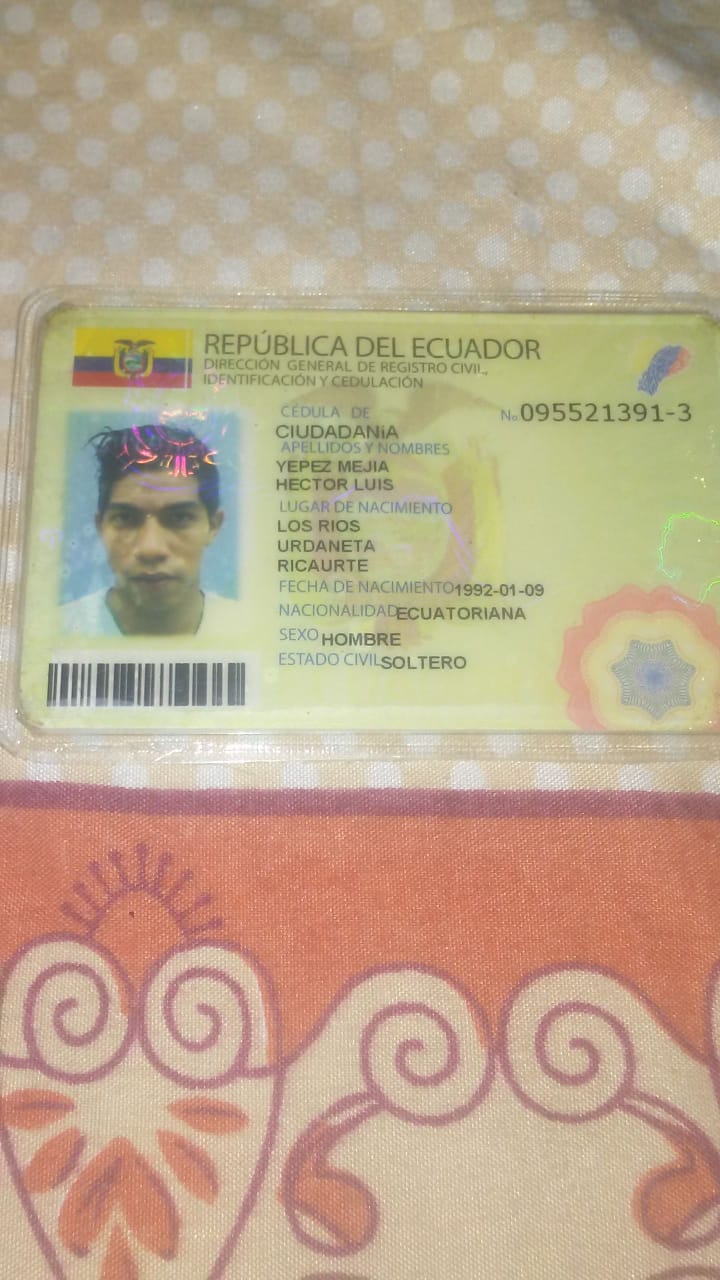 REPÚBLICA DEL ECUADOR
DIRECCIÓN GENERAL DE REGISTRO CIVIL,
IDENTIFICACIÓN Y CEDULACIÓN
CÉDULA DE
No.095521391-3
CIUDADANíA
APELLIDOS Y NOMBRES
YEPEZ MEJIA
HECTOR LUIS
LUGAR DE NACIMIENTO
LOS RIOS
URDANETA
RICAURTE
FECHA DE NACIMIENTO 1992-01-09
NACIONALIDAD ECUATORIANA
SEXO HOMBRE
ESTADO CIVIL SOLTERO